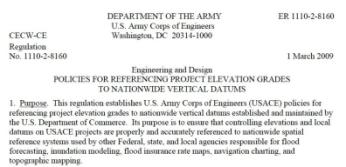 DEPARTMENT OF THE ARMY ER 1110-2-8160
U.S. Army Corps of Engineers
CECW-CE Washington, DC 20314-1000
Regulation
No. 1110-2-8160 1 March 2009
Engineering and Design
POLICIES FOR REFERENCING PROJECT ELEVATION GRADES
TO NATIONWIDE VERTICAL DATUMS
1. Purpose. This regulation establishes U.S. Army Corps of Engineers (USACE) policies for
referencing project elevation grades to nationwide vertical datums established and maintained by
the U.S. Department of Commerce. Its purpose is to ensure that controlling elevations and local
datums on USACE projects are properly and accurately referenced to nationwide spatial
reference systems used by other Federal, state, and local agencies responsible for flood
forecasting, inundation modeling, flood insurance rate maps, navigation charting, and
topographic mapping.